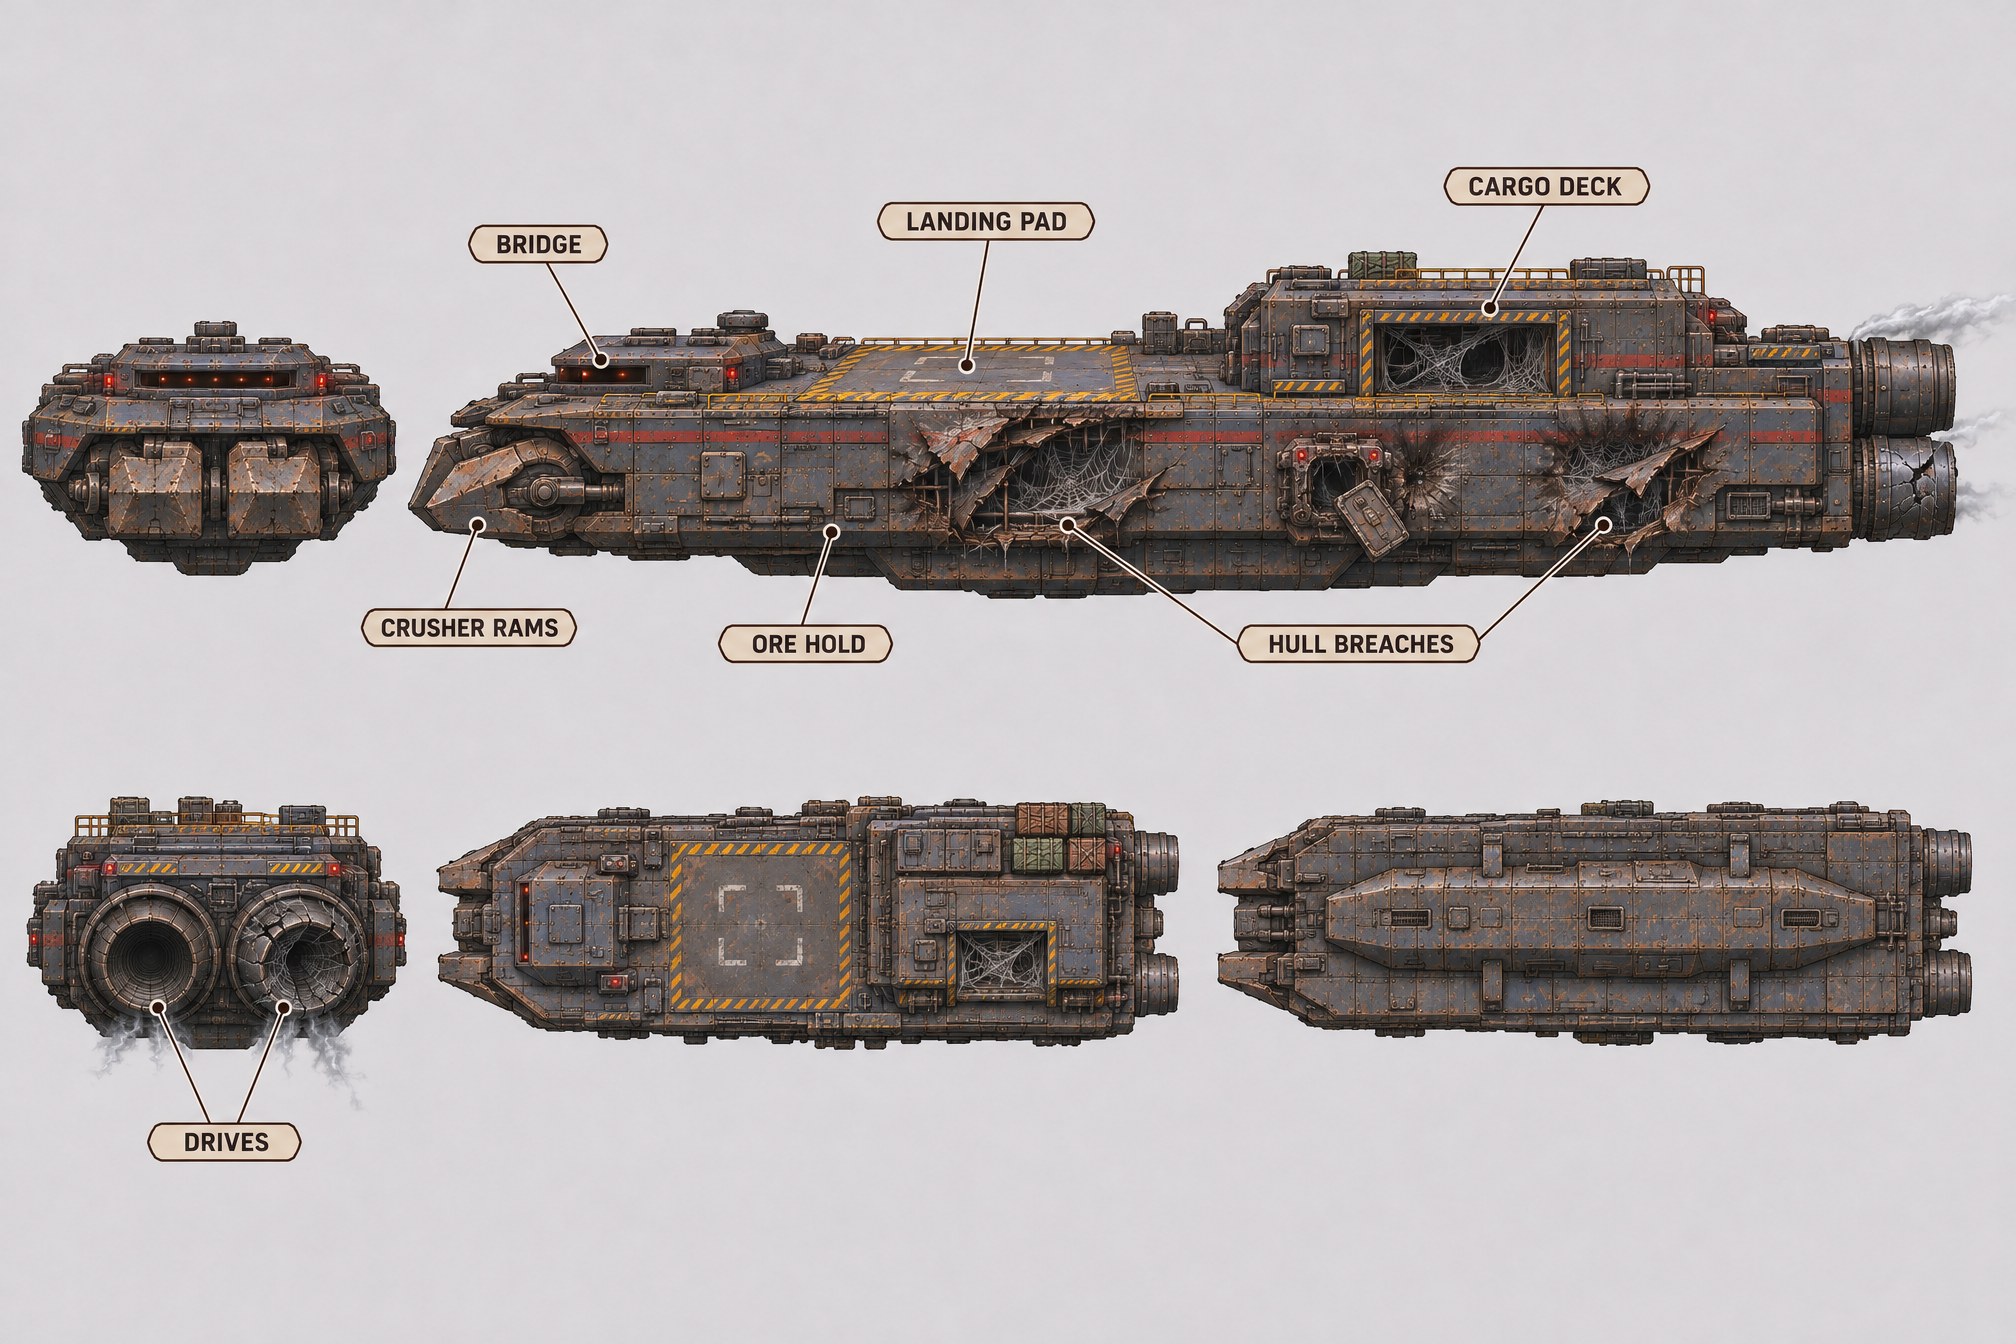 CARGO DECK
LANDING PAD
BRIDGE
CRUSHER RAMS
ORE HOLD
HULL BREACHES
DRIVES